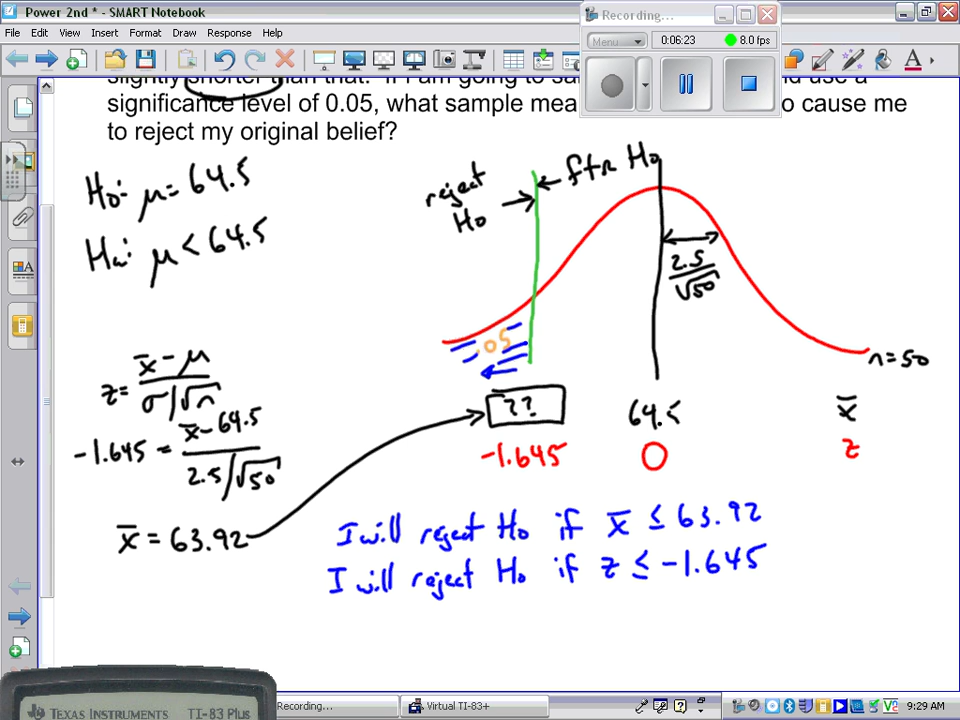 Power 2nd * - SMART Notebook
Recording...
File Edit View Insert Format Draw Response Help
Menu
0:06:23
8.0 fps
slightly shorter than that. If I am going to sa
use a
significance level of 0.05, what sample mea
o cause me
to reject my original belief?
H₀: μ = 64.5
Hₐ: μ < 64.5
reject
H₀
ftr H₀
2.5
√50
.05
n=50
z = x̄ - μ
σ/√n
-1.645 = x̄ - 64.5
2.5/√50
x̄ = 63.92
??
64.5
x̄
-1.645
0
z
I will reject H₀ if x̄ ≤ 63.92
I will reject H₀ if z ≤ -1.645
TEXAS INSTRUMENTS TI-83 Plus
Recording...
Virtual TI-83+
9:29 AM